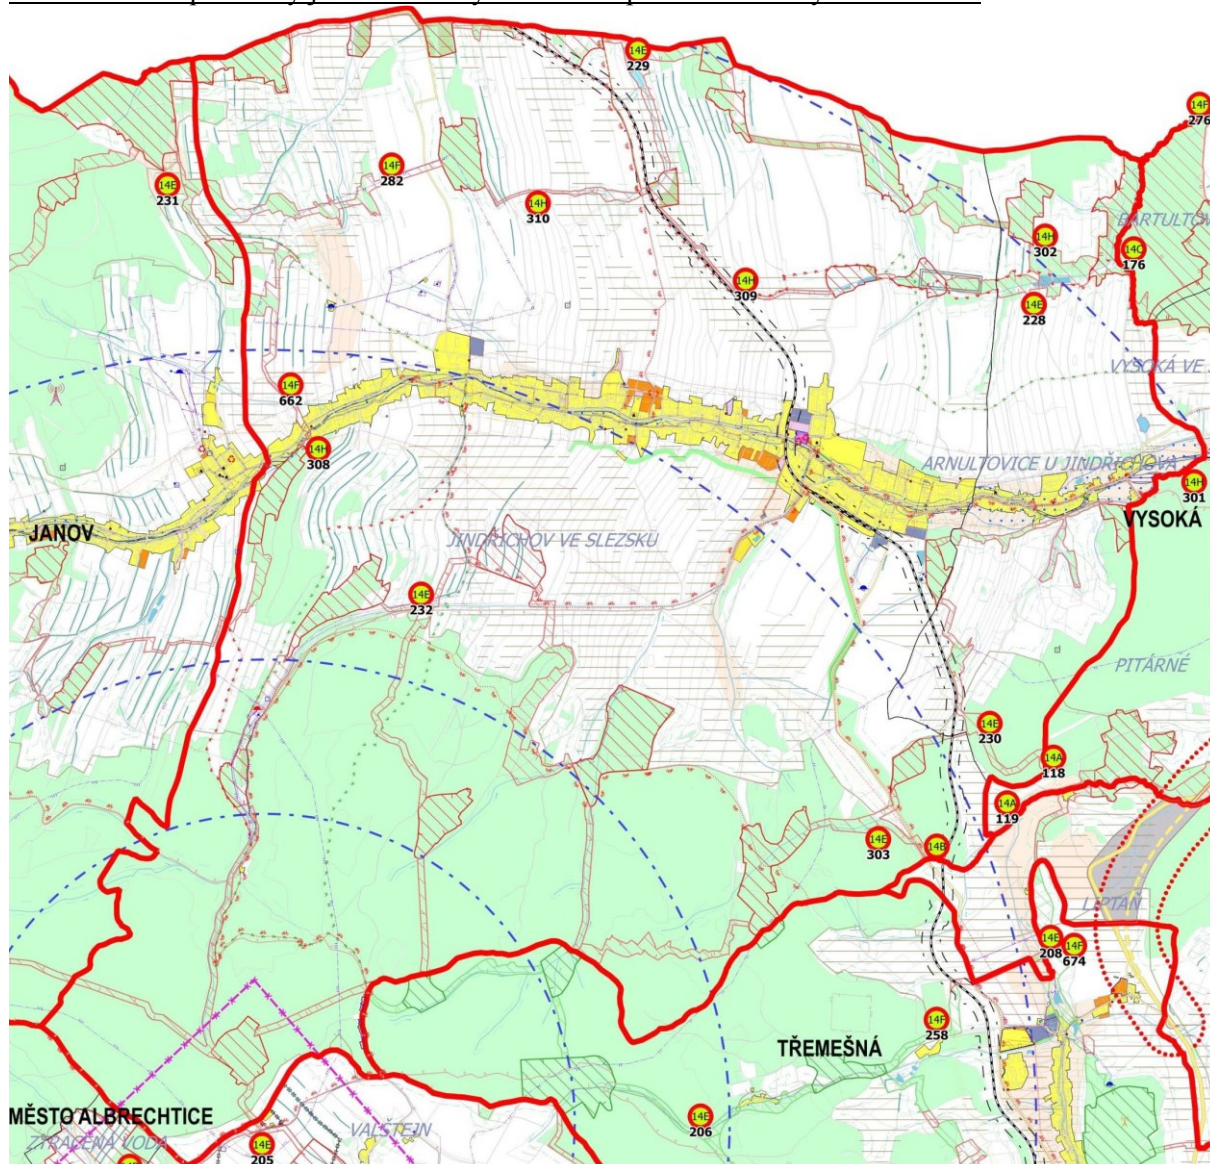 14E
229
14F
276
14F
282
14E
231
14H
310
14H
302
14C
176
14H
309
14E
228
VYSOKÁ VE
14F
662
14H
308
ARNULTOVICE U JINDŘICHOVA
14H
301
VYSOKÁ
JANOV
JINDŘICHOV VE SLEZSKU
14E
232
PITÁRNÉ
14E
230
14A
118
14A
119
14E
303
14B
LIPTAŇ
14E
208
14F
674
14F
258
TŘEMEŠNÁ
MĚSTO ALBRECHTICE
ZTRACENÁ VODA
VALŠTEJN
14E
205
14E
206